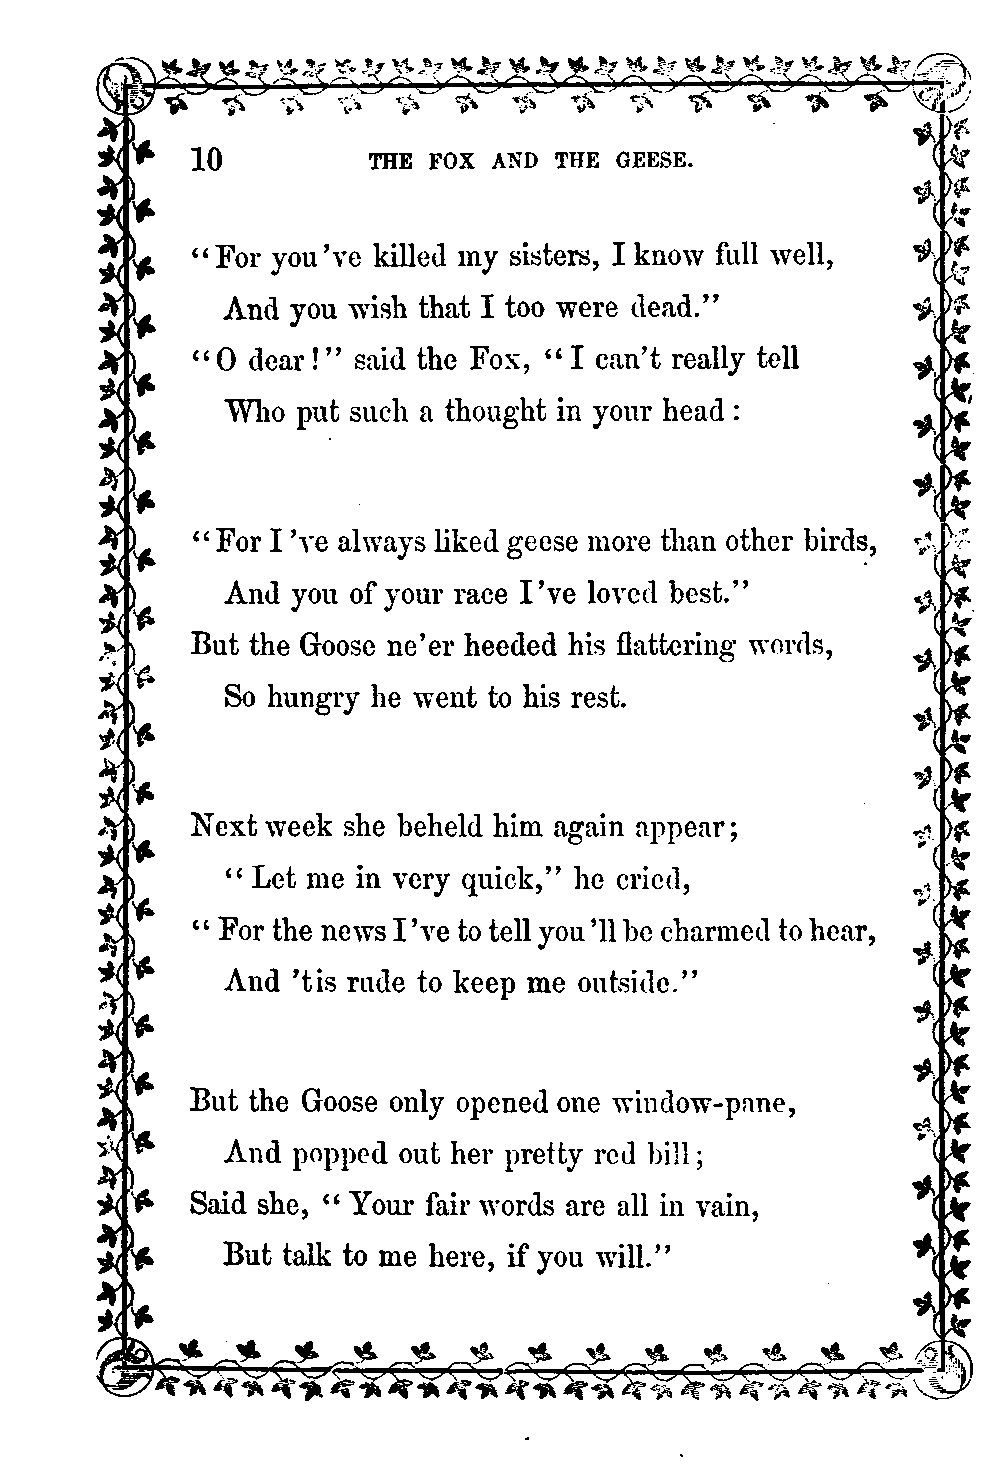 10 THE FOX AND THE GEESE.
“For you’ve killed my sisters, I know full well,
And you wish that I too were dead.”
“O dear!” said the Fox, “I can’t really tell
Who put such a thought in your head:
“For I’ve always liked geese more than other birds,
And you of your race I’ve loved best.”
But the Goose ne’er heeded his flattering words,
So hungry he went to his rest.
Next week she beheld him again appear;
“Let me in very quick,” he cried,
“For the news I’ve to tell you’ll be charmed to hear,
And ’tis rude to keep me outside.”
But the Goose only opened one window-pane,
And popped out her pretty red bill;
Said she, “Your fair words are all in vain,
But talk to me here, if you will.”